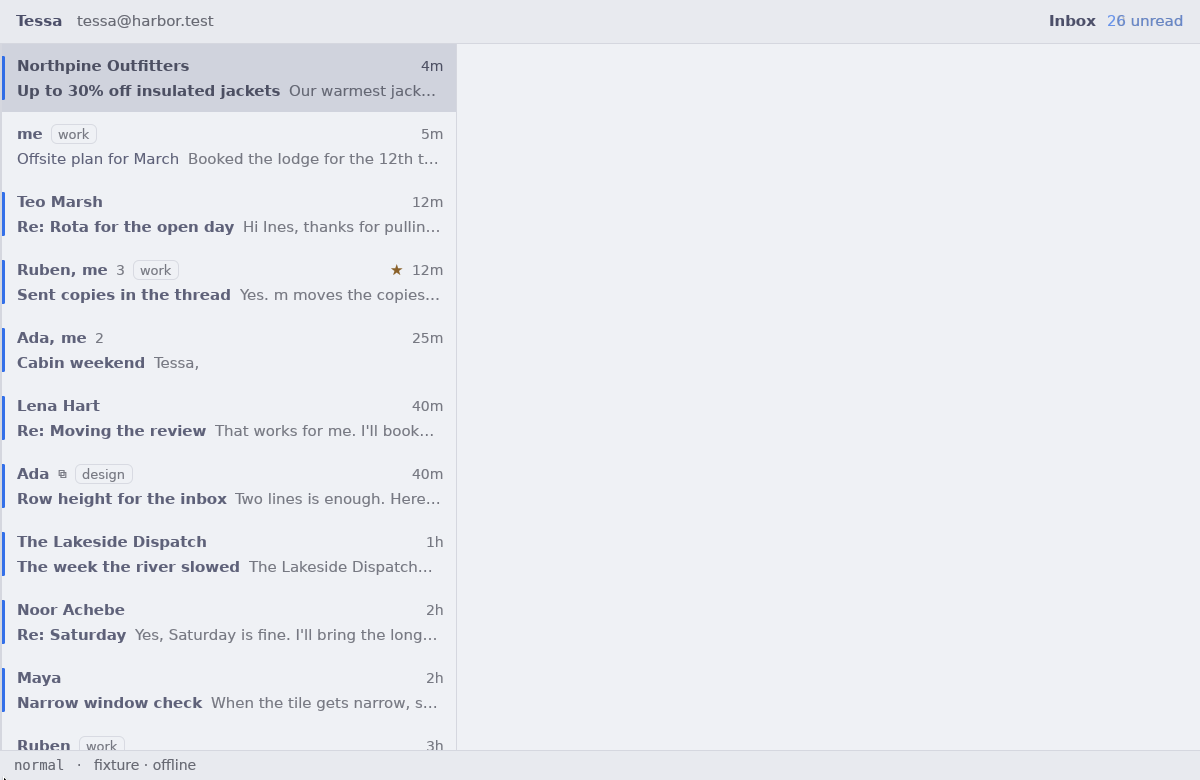 Tessa tessa@harbor.test Inbox 26 unread
Northpine Outfitters 4m
Up to 30% off insulated jackets Our warmest jack…
me work 5m
Offsite plan for March Booked the lodge for the 12th t…
Teo Marsh 12m
Re: Rota for the open day Hi Ines, thanks for pullin…
Ruben, me 3 work ★ 12m
Sent copies in the thread Yes. m moves the copies…
Ada, me 2 25m
Cabin weekend Tessa,
Lena Hart 40m
Re: Moving the review That works for me. I'll book…
Ada design 40m
Row height for the inbox Two lines is enough. Here…
The Lakeside Dispatch 1h
The week the river slowed The Lakeside Dispatch…
Noor Achebe 2h
Re: Saturday Yes, Saturday is fine. I'll bring the long…
Maya 2h
Narrow window check When the tile gets narrow, s…
Ruben work 3h
normal · fixture · offline